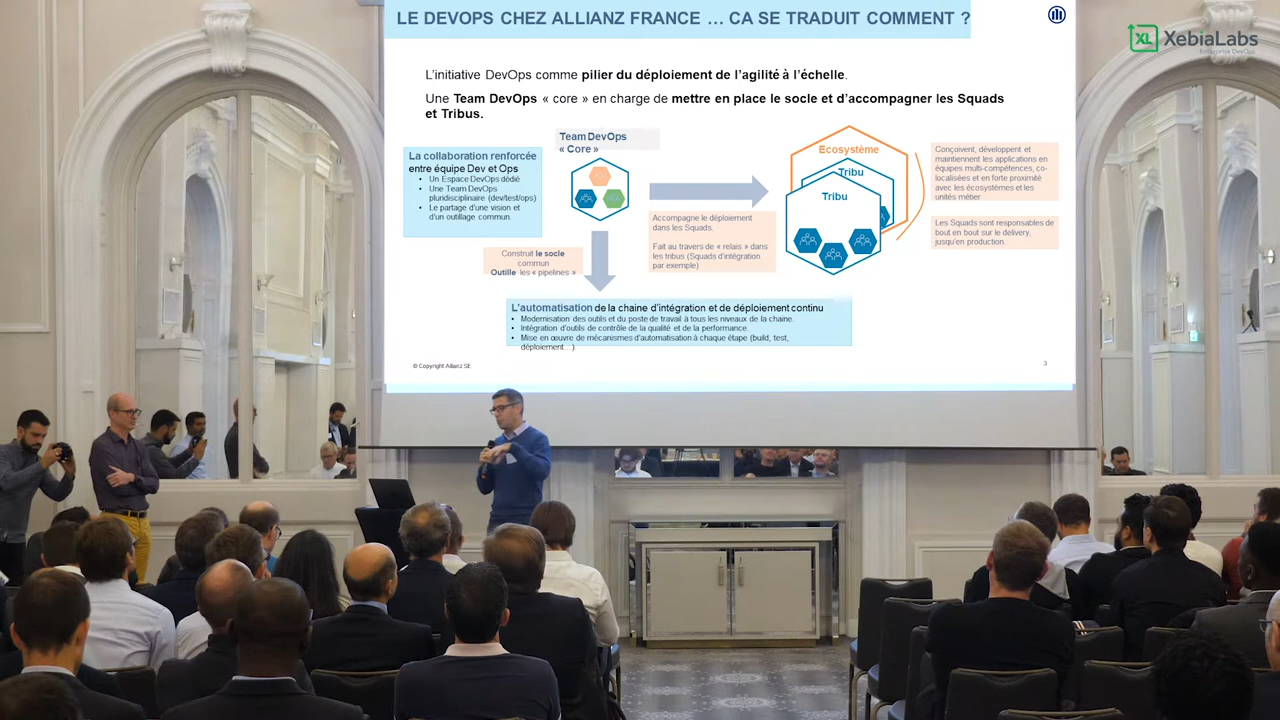 LE DEVOPS CHEZ ALLIANZ FRANCE … CA SE TRADUIT COMMENT ?
XL XebiaLabs
Enterprise DevOps
L'initiative DevOps comme pilier du déploiement de l'agilité à l'échelle.
Une Team DevOps « core » en charge de mettre en place le socle et d'accompagner les Squads
et Tribus.
La collaboration renforcée
entre équipe Dev et Ops
• Un Espace DevOps dédié
• Une Team DevOps
pluridisciplinaire (dev/test/ops)
• Le partage d'une vision et
d'un outillage commun.
Team DevOps
« Core »
Construit le socle
commun
Outille les « pipelines »
Accompagne le déploiement
dans les Squads.
Fait au travers de « relais » dans
les tribus (Squads d'intégration
par exemple)
Ecosystème
Tribu
Tribu
Conçoivent, développent et
maintiennent les applications en
équipes multi-compétences, co-
localisées et en forte proximité
avec les écosystèmes et les
unités métier
Les Squads sont responsables de
bout en bout sur le delivery,
jusqu'en production.
L'automatisation de la chaine d'intégration et de déploiement continu
• Modernisation des outils et du poste de travail à tous les niveaux de la chaine.
• Intégration d'outils de contrôle de la qualité et de la performance.
• Mise en œuvre de mécanismes d'automatisation à chaque étape (build, test,
déploiement…)
© Copyright Allianz SE
3